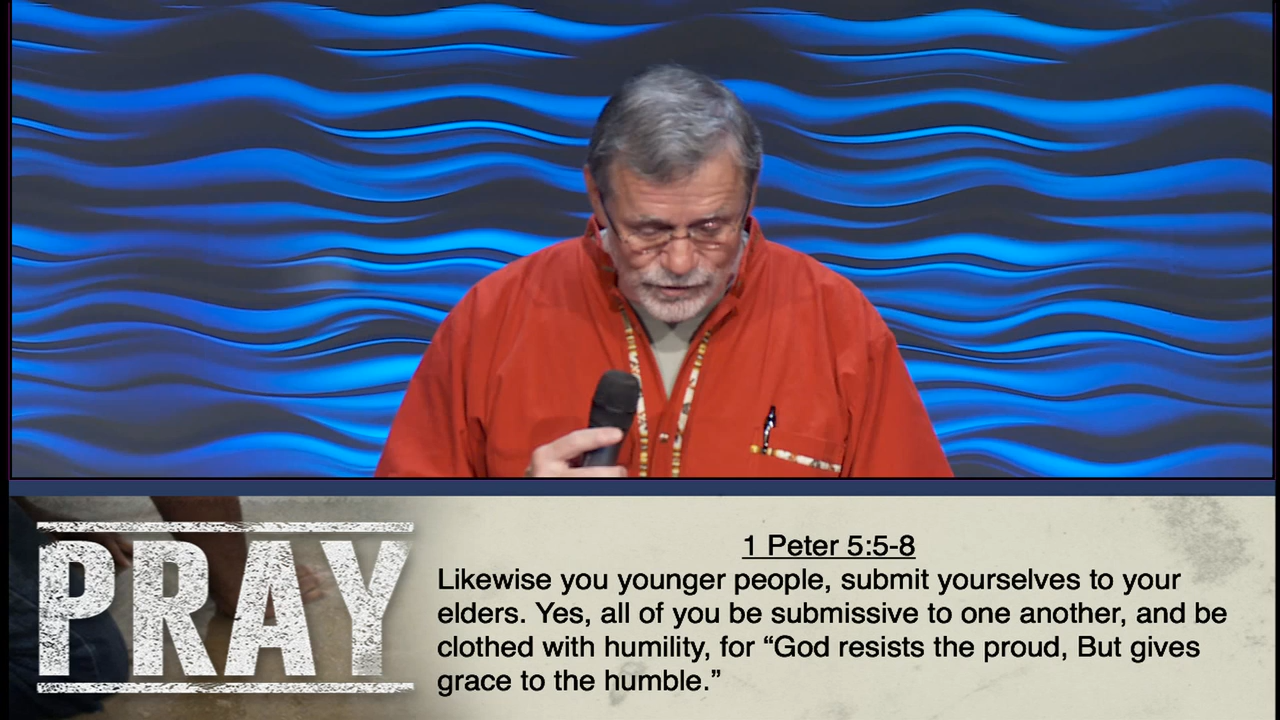 PRAY
1 Peter 5:5-8
Likewise you younger people, submit yourselves to your
elders. Yes, all of you be submissive to one another, and be
clothed with humility, for “God resists the proud, But gives
grace to the humble.”